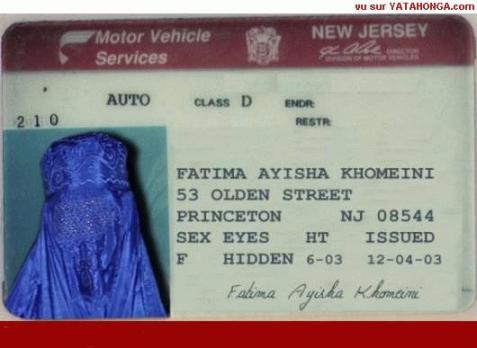 vu sur YATAHONGA.com
Motor Vehicle Services
NEW JERSEY
DIRECTOR
DIVISION OF MOTOR VEHICLES
AUTO CLASS D ENDR:
RESTR:
210
FATIMA AYISHA KHOMEINI
53 OLDEN STREET
PRINCETON NJ 08544
SEX EYES HT ISSUED
F HIDDEN 6-03 12-04-03
Fatima Ayisha Khomeini